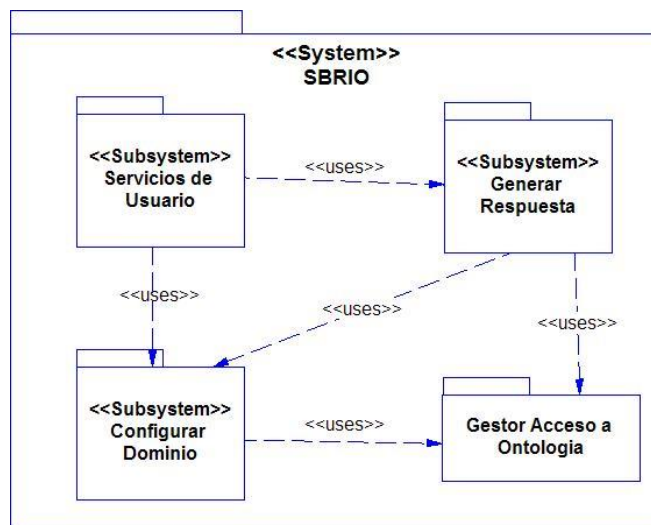 <<System>>
SBRIO
<<Subsystem>>
Servicios de
Usuario
<<uses>>
<<Subsystem>>
Generar
Respuesta
<<uses>>
<<uses>>
<<uses>>
<<Subsystem>>
Configurar
Dominio
<<uses>>
Gestor Acceso a
Ontologia